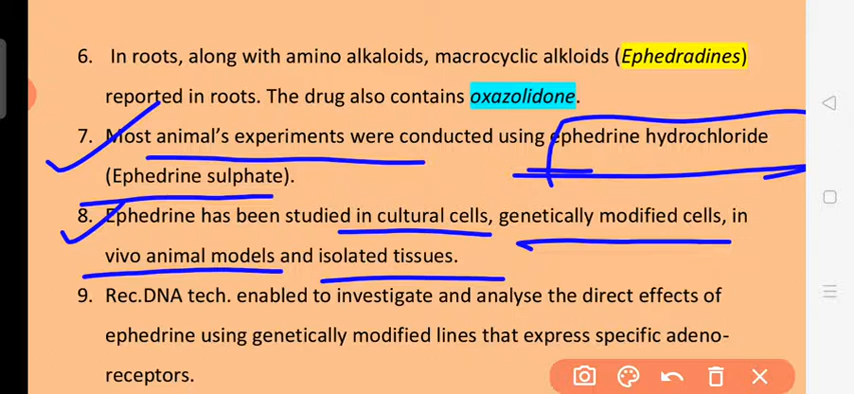 6. In roots, along with amino alkaloids, macrocyclic alkloids (Ephedradines)
reported in roots. The drug also contains oxazolidone.
7. Most animal's experiments were conducted using ephedrine hydrochloride
(Ephedrine sulphate).
8. Ephedrine has been studied in cultural cells, genetically modified cells, in
vivo animal models and isolated tissues.
9. Rec.DNA tech. enabled to investigate and analyse the direct effects of
ephedrine using genetically modified lines that express specific adeno-
receptors.